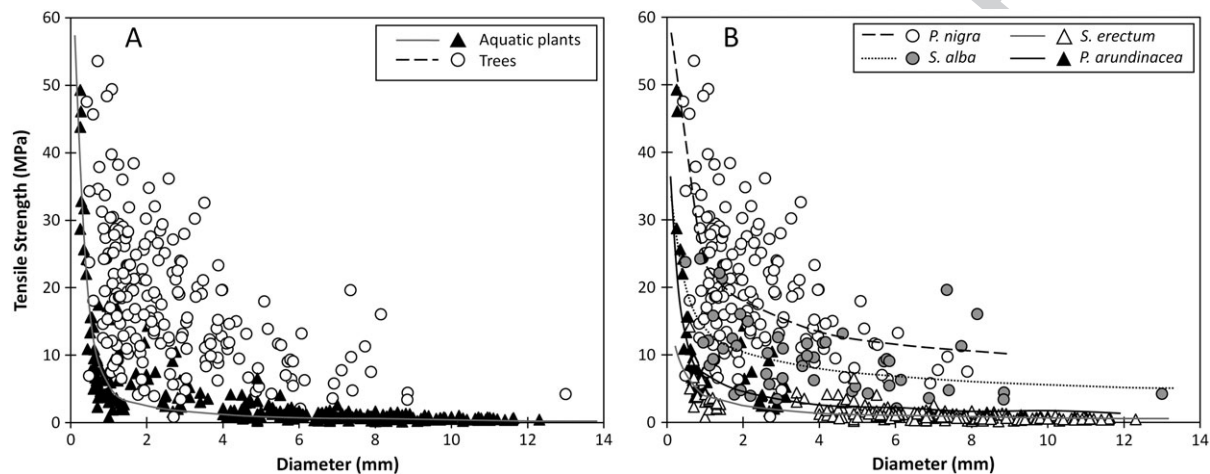 A
Aquatic plants
Trees
Tensile Strength (MPa)
60
50
40
30
20
10
0
0 2 4 6 8 10 12 14
Diameter (mm)
B
P. nigra S. erectum
S. alba P. arundinacea
60
50
40
30
20
10
0
0 2 4 6 8 10 12 14
Diameter (mm)